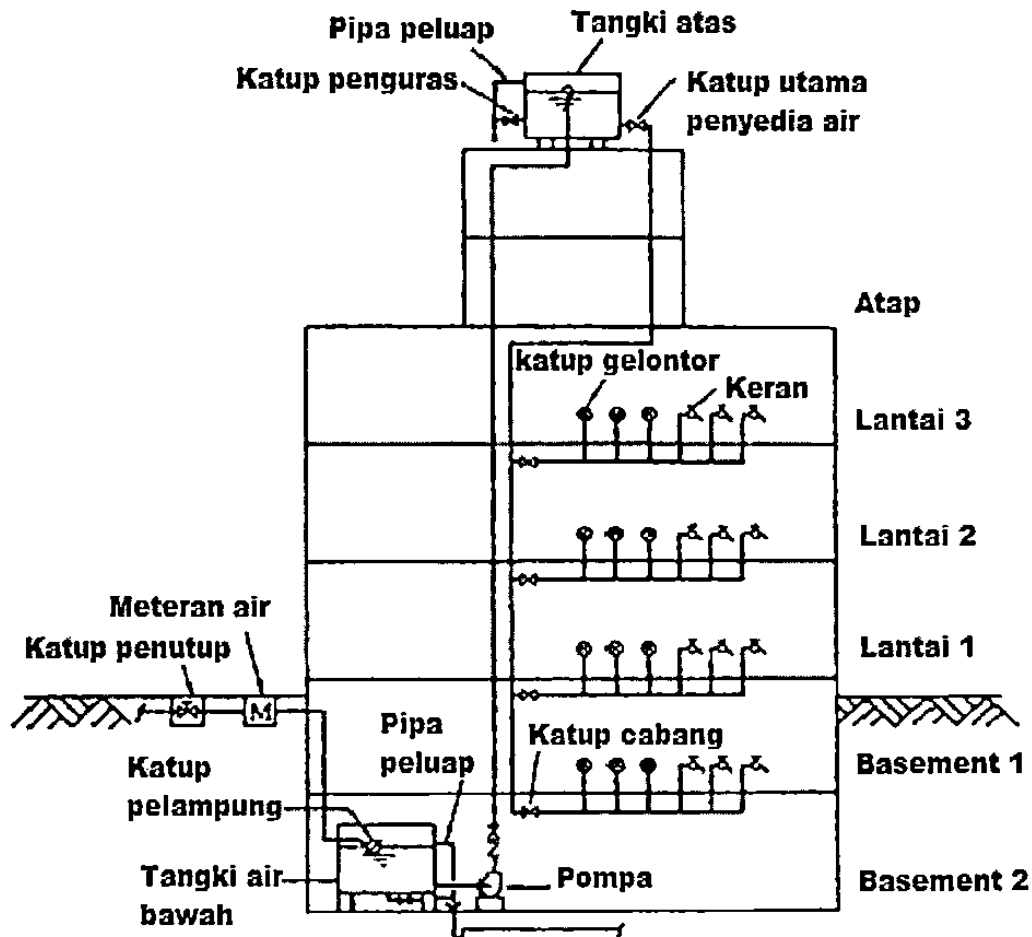 Pipa peluap
Tangki atas
Katup penguras
Katup utama
penyedia air
Atap
katup gelontor
Keran
Lantai 3
Lantai 2
Meteran air
Katup penutup
Lantai 1
M
Pipa
peluap
Katup cabang
Katup
pelampung
Basement 1
Tangki air
bawah
Pompa
Basement 2